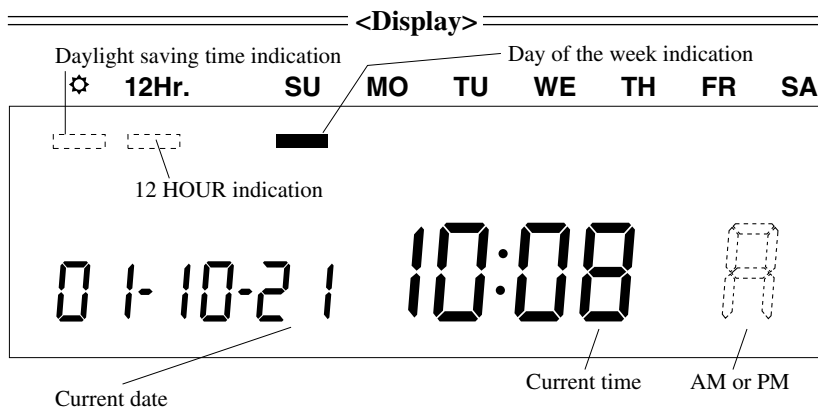 <Display>
Daylight saving time indication
Day of the week indication
12Hr. SU MO TU WE TH FR SA
12 HOUR indication
01-10-21 10:08 A
Current date
Current time
AM or PM